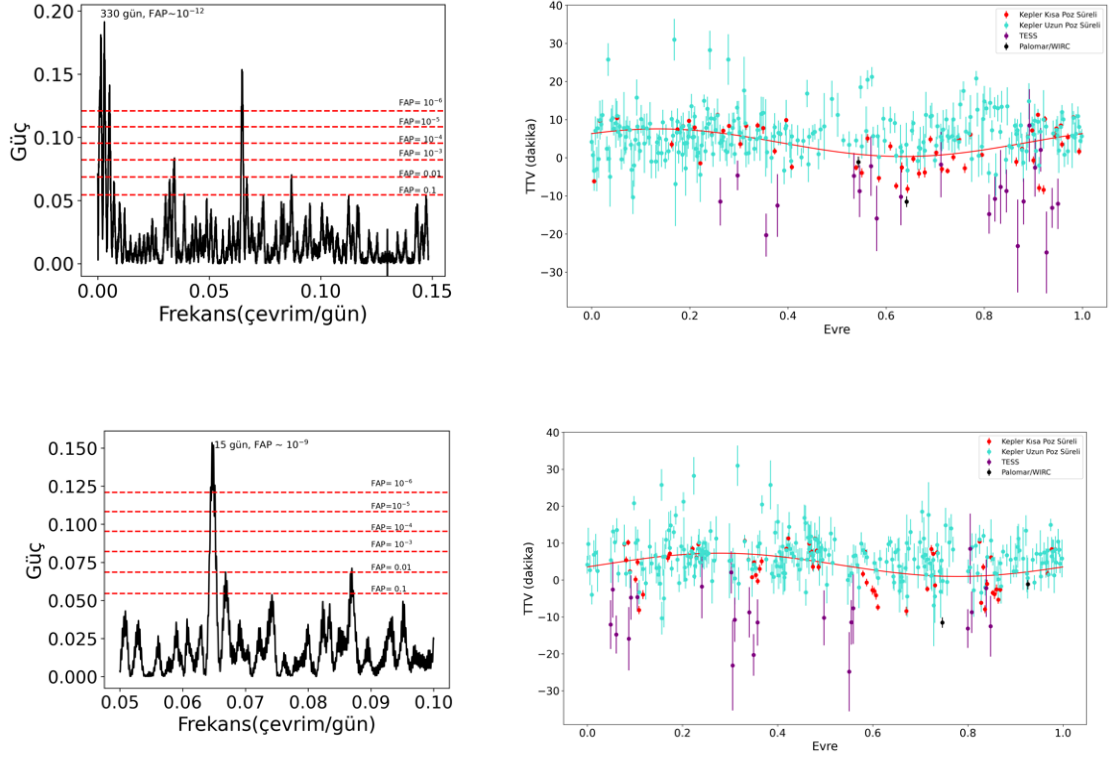 330 gün, FAP~10⁻¹²
0.20
0.15
0.10
0.05
0.00
Güç
FAP= 10⁻⁶
FAP=10⁻⁵
FAP= 10⁻⁴
FAP= 10⁻³
FAP= 0.01
FAP= 0.1
0.00 0.05 0.10 0.15
Frekans(çevrim/gün)
40
30
20
10
0
−10
−20
−30
TTV (dakika)
Kepler Kısa Poz Süreli
Kepler Uzun Poz Süreli
TESS
Palomar/WIRC
0.0 0.2 0.4 0.6 0.8 1.0
Evre
15 gün, FAP ~ 10⁻⁹
0.150
0.125
0.100
0.075
0.050
0.025
0.000
Güç
FAP= 10⁻⁶
FAP=10⁻⁵
FAP= 10⁻⁴
FAP= 10⁻³
FAP= 0.01
FAP= 0.1
0.05 0.06 0.07 0.08 0.09 0.10
Frekans(çevrim/gün)
40
30
20
10
0
−10
−20
−30
TTV (dakika)
Kepler Kısa Poz Süreli
Kepler Uzun Poz Süreli
TESS
Palomar/WIRC
0.0 0.2 0.4 0.6 0.8 1.0
Evre